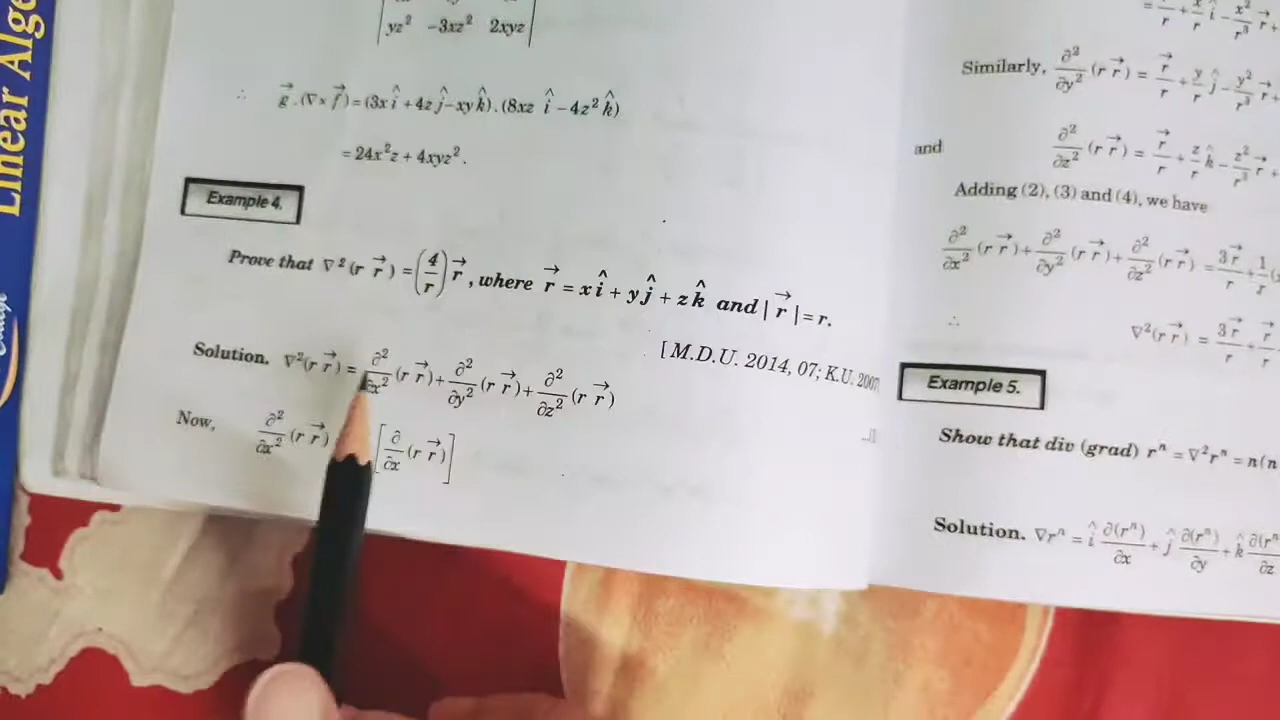 Linear Alge
College
yz² −3xz² 2xyz
∴ g⃗ . (∇ × f⃗) = (3x î + 4z ĵ − xy k̂) . (8xz î − 4z² k̂)
= 24x²z + 4xyz² .
Example 4.
Prove that ∇² (r r⃗) = (4/r) r⃗ , where r⃗ = x î + y ĵ + z k̂ and | r⃗ | = r.
[ M.D.U. 2014, 07; K.U. 2007
Solution. ∇²(r r⃗) = ∂²/∂x² (r r⃗) + ∂²/∂y² (r r⃗) + ∂²/∂z² (r r⃗)
Now, ∂²/∂x² (r r⃗) [∂/∂x (r r⃗)]
Similarly, ∂²/∂y² (r r⃗) = r⃗/r + y/r ĵ − y²/r³ r⃗ +
and ∂²/∂z² (r r⃗) = r⃗/r + z/r k̂ − z²/r³ r⃗ +
Adding (2), (3) and (4), we have
∂²/∂x² (r r⃗) + ∂²/∂y² (r r⃗) + ∂²/∂z² (r r⃗) = 3r⃗/r + 1/r (
∴ ∇²(r r⃗) = 3r⃗/r + r⃗/r
Example 5.
Show that div (grad) rⁿ = ∇²rⁿ = n(n
Solution. ∇rⁿ = î ∂(rⁿ)/∂x + ĵ ∂(rⁿ)/∂y + k̂ ∂(rⁿ)/∂z